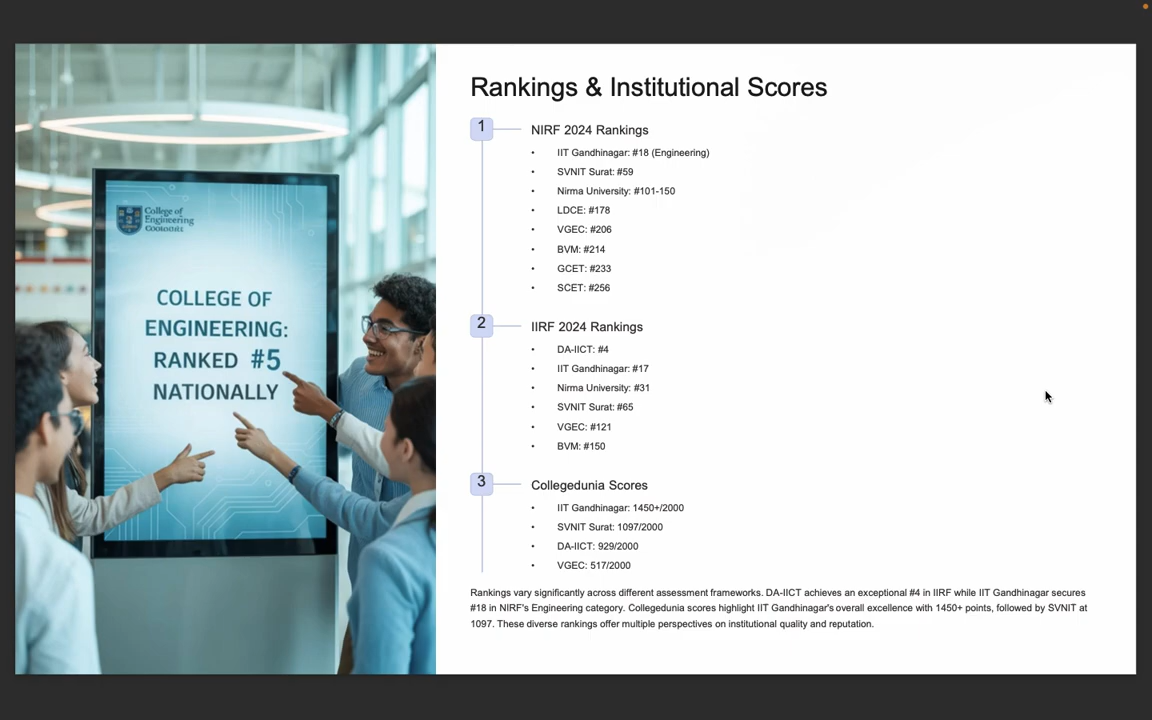 College of
Engineering
COLLEGE OF
ENGINEERING:
RANKED #5
NATIONALLY
Rankings & Institutional Scores
1
NIRF 2024 Rankings
• IIT Gandhinagar: #18 (Engineering)
• SVNIT Surat: #59
• Nirma University: #101-150
• LDCE: #178
• VGEC: #206
• BVM: #214
• GCET: #233
• SCET: #256
2
IIRF 2024 Rankings
• DA-IICT: #4
• IIT Gandhinagar: #17
• Nirma University: #31
• SVNIT Surat: #65
• VGEC: #121
• BVM: #150
3
Collegedunia Scores
• IIT Gandhinagar: 1450+/2000
• SVNIT Surat: 1097/2000
• DA-IICT: 929/2000
• VGEC: 517/2000
Rankings vary significantly across different assessment frameworks. DA-IICT achieves an exceptional #4 in IIRF while IIT Gandhinagar secures
#18 in NIRF's Engineering category. Collegedunia scores highlight IIT Gandhinagar's overall excellence with 1450+ points, followed by SVNIT at
1097. These diverse rankings offer multiple perspectives on institutional quality and reputation.